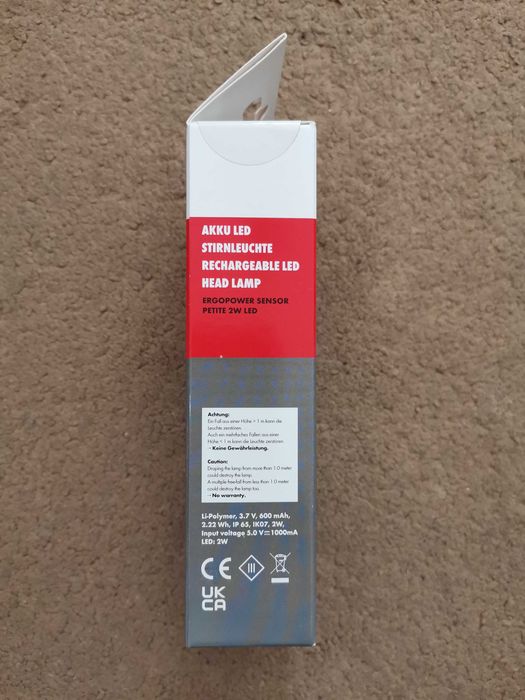 AKKU LED
STIRNLEUCHTE
RECHARGEABLE LED
HEAD LAMP
ERGOPOWER SENSOR
PETITE 2W LED
Achtung:
Ein Fall aus einer Höhe > 1 m kann die
Leuchte zerstören.
Auch ein mehrfaches Fallen aus einer
Höhe < 1 m kann die Leuchte zerstören.
→ Keine Gewährleistung.
Caution:
Droping the lamp from more than 1.0 meter
could destroy the lamp.
A multiple free-fall from less than 1.0 meter
could destroy the lamp too.
→ No warranty.
Li-Polymer, 3.7 V, 600 mAh,
2.22 Wh, IP 65, IK07, 2W,
Input voltage 5.0 V⎓1000mA
LED: 2W
CE III
UK
CA